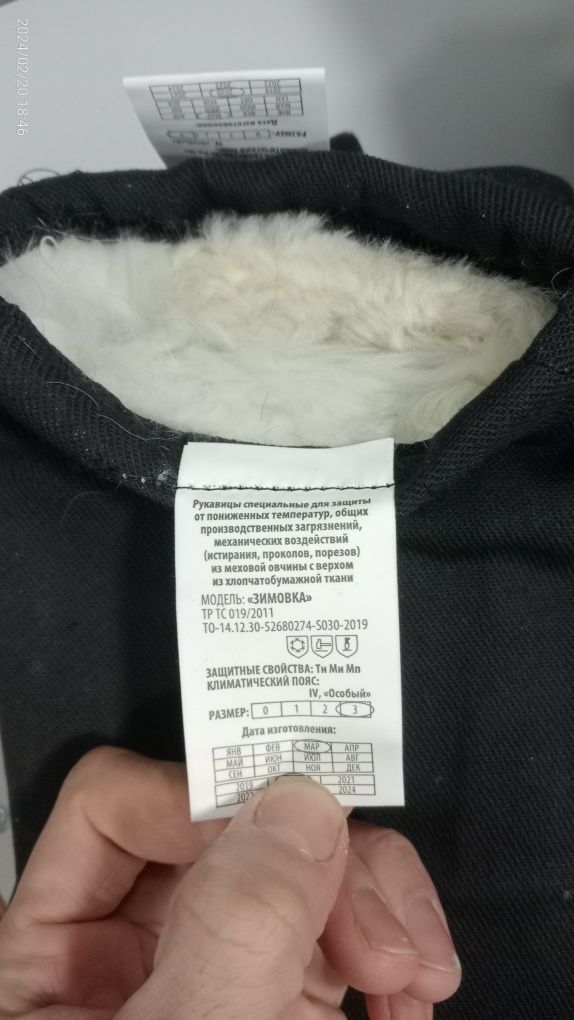 2024/02/20 18:46
Рукавицы специальные для защиты
от пониженных температур, общих
производственных загрязнений,
механических воздействий
(истирания, проколов, порезов)
из меховой овчины с верхом
из хлопчатобумажной ткани
МОДЕЛЬ: «ЗИМОВКА»
ТР ТС 019/2011
ТО-14.12.30-52680274-S030-2019
ЗАЩИТНЫЕ СВОЙСТВА: Тн Ми Мп
КЛИМАТИЧЕСКИЙ ПОЯС:
IV, «Особый»
РАЗМЕР: 0 1 2 3
Дата изготовления:
ЯНВ ФЕВ МАР АПР
МАЙ ИЮН ИЮЛ АВГ
СЕН ОКТ НОЯ ДЕК
2019 2021
2024